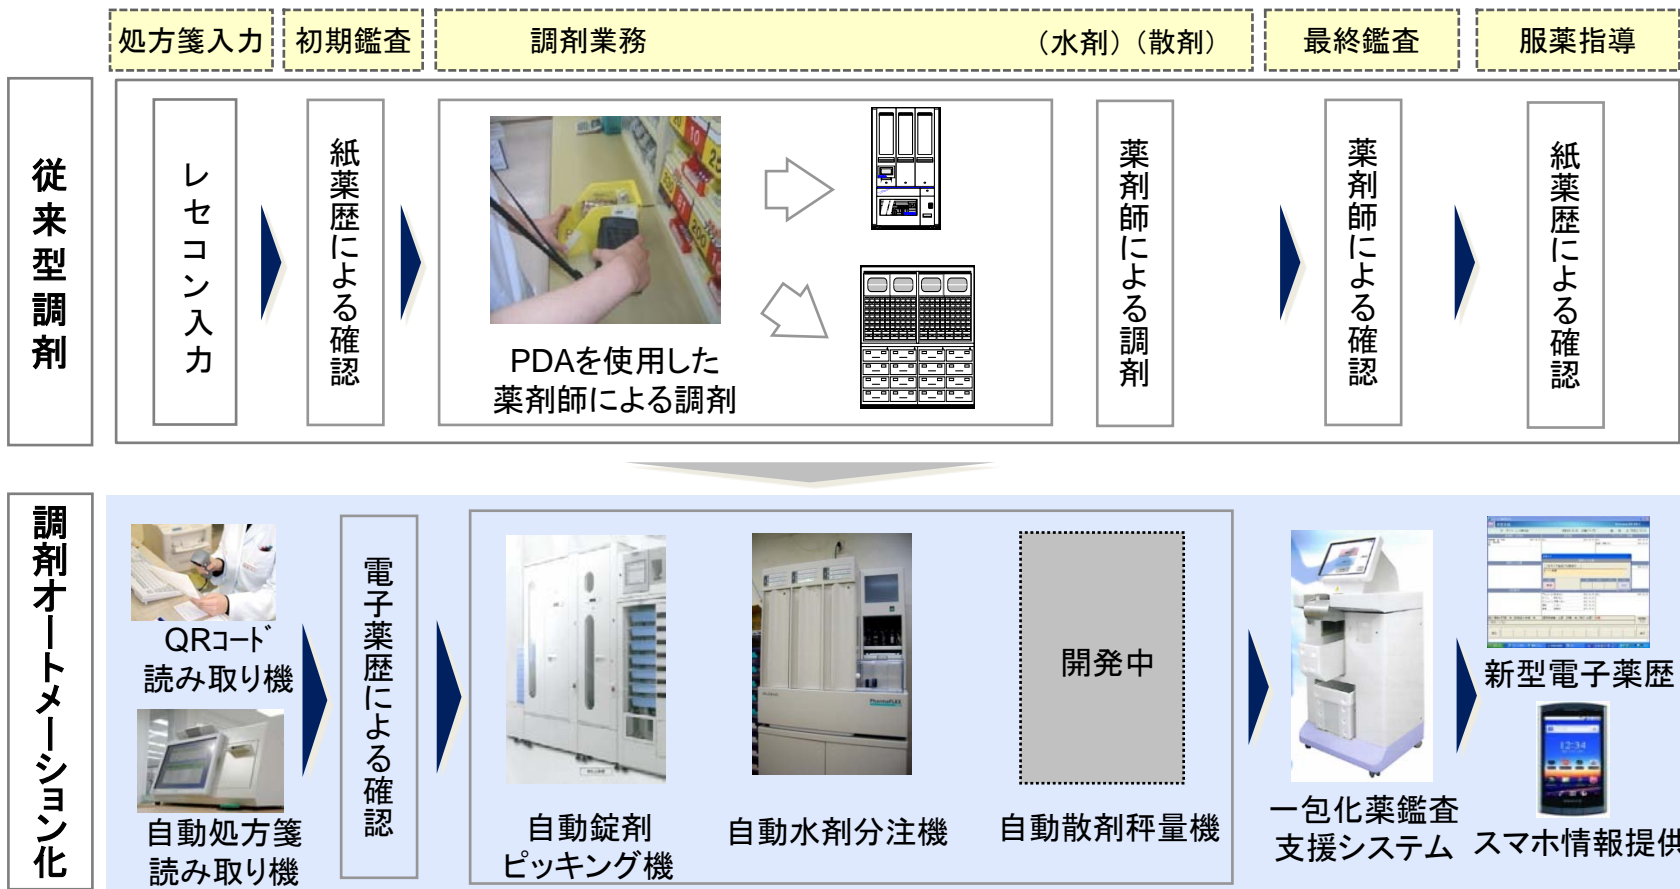 処方箋入力
初期鑑査
調剤業務
（水剤）（散剤）
最終鑑査
服薬指導
従来型調剤
レセコン入力
紙薬歴による確認
PDAを使用した
薬剤師による調剤
薬剤師による調剤
薬剤師による確認
紙薬歴による確認
調剤オートメーション化
QRｺｰﾄﾞ
読み取り機
自動処方箋
読み取り機
電子薬歴による確認
自動錠剤
ピッキング機
自動水剤分注機
開発中
自動散剤秤量機
一包化薬鑑査
支援システム
新型電子薬歴
12:34
スマホ情報提供